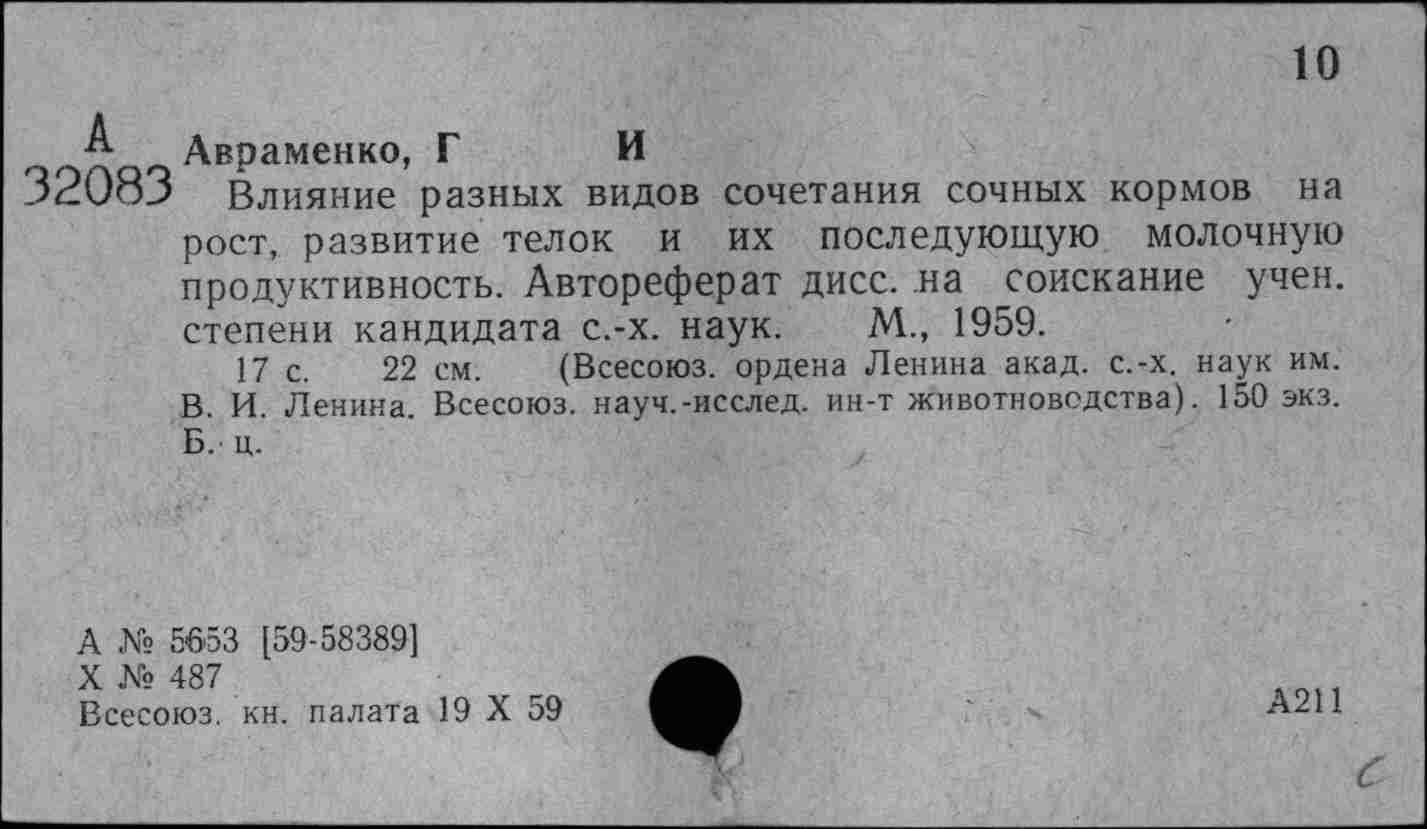 10
А Авраменко, Г И
32083 Влияние разных видов сочетания сочных кормов на
рост, развитие телок и их последующую молочную
продуктивность. Автореферат дисс. на соискание учен.
степени кандидата с.-х. наук. М., 1959.
17 с. 22 см. (Всесоюз. ордена Ленина акад. с.-х. наук им.
В. И. Ленина. Всесоюз. науч.-исслед. ин-т животноводства). 150 экз.
Б. ц.
А № 5653 [59-58389]
Х № 487
Всесоюз. кн. палата 19 X 59
А211
С